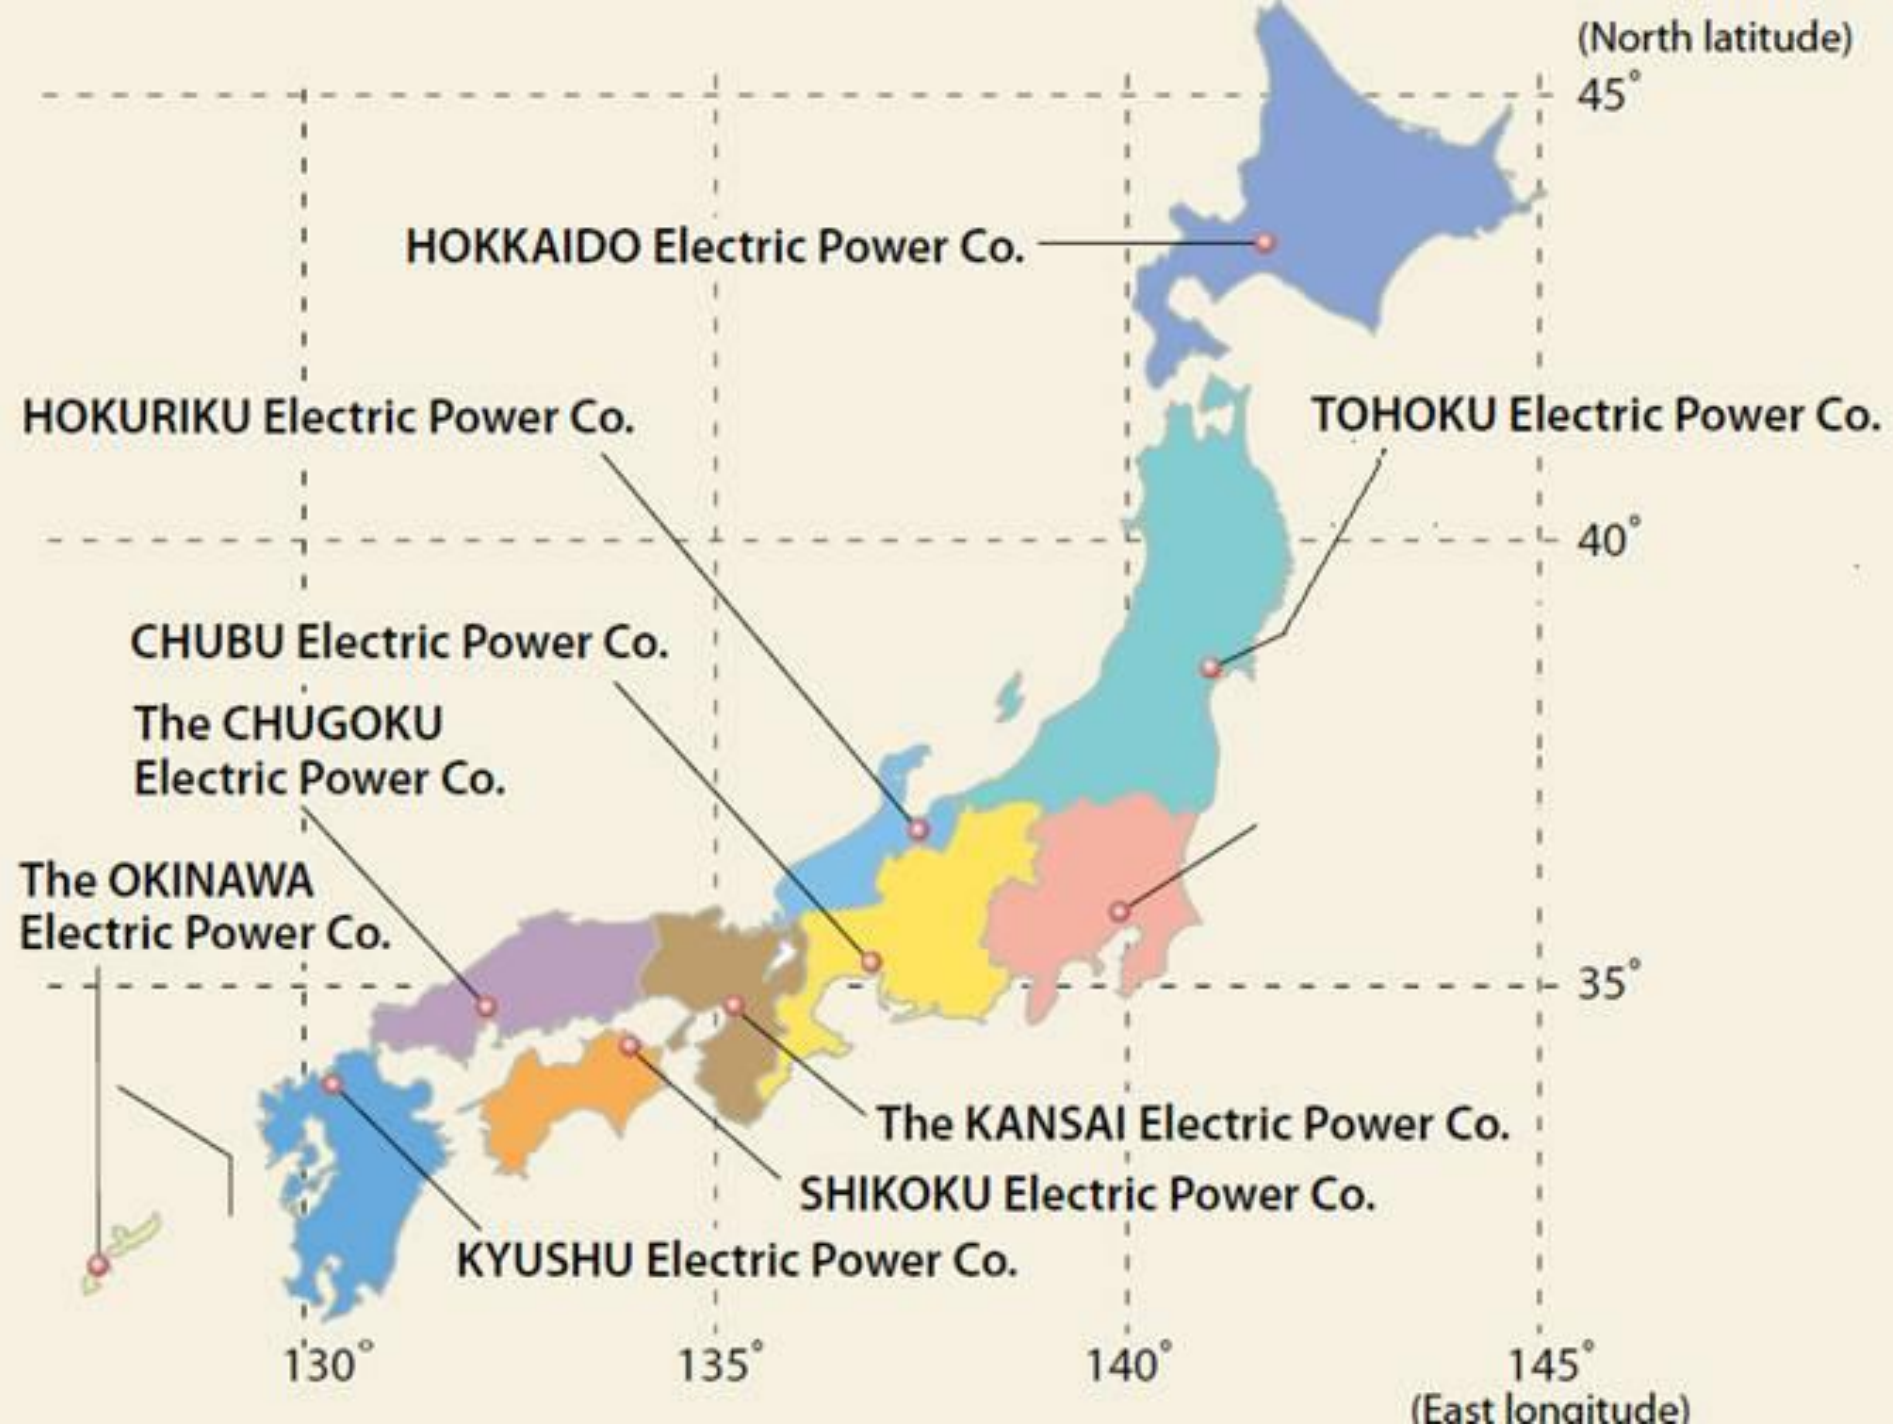 (North latitude)
45°
HOKKAIDO Electric Power Co.
HOKURIKU Electric Power Co.
TOHOKU Electric Power Co.
40°
CHUBU Electric Power Co.
The CHUGOKU
Electric Power Co.
The OKINAWA
Electric Power Co.
35°
The KANSAI Electric Power Co.
SHIKOKU Electric Power Co.
KYUSHU Electric Power Co.
130° 135° 140° 145°
(East longitude)